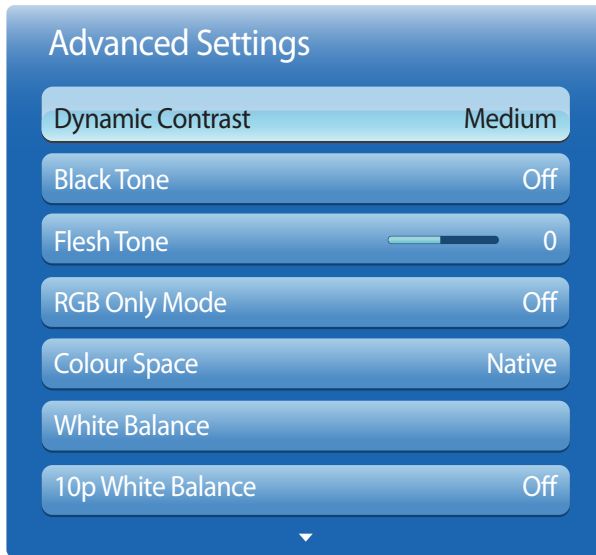 Advanced Settings
Dynamic Contrast Medium
Black Tone Off
Flesh Tone 0
RGB Only Mode Off
Colour Space Native
White Balance
10p White Balance Off